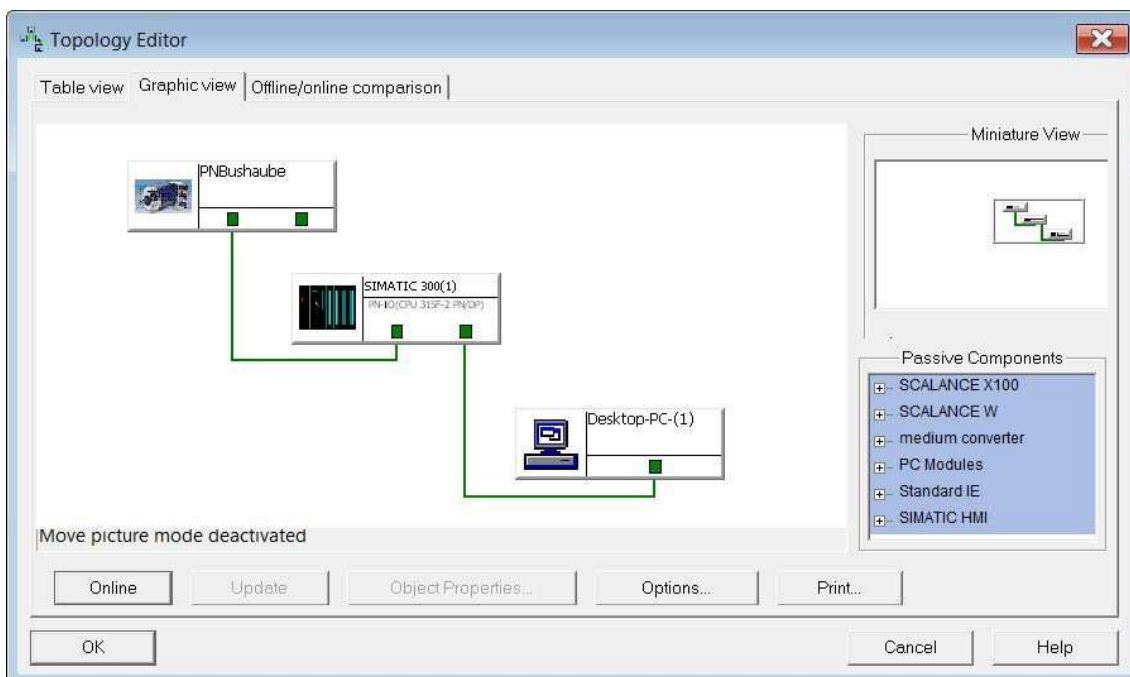 Topology Editor
Table view
Graphic view
Offline/online comparison
PNBushaube
SIMATIC 300(1)
PN-IO(CPU 315F-2 PN/DP)
Desktop-PC-(1)
Move picture mode deactivated
Miniature View
Passive Components
SCALANCE X100
SCALANCE W
medium converter
PC Modules
Standard IE
SIMATIC HMI
Online
Update
Object Properties...
Options...
Print...
OK
Cancel
Help